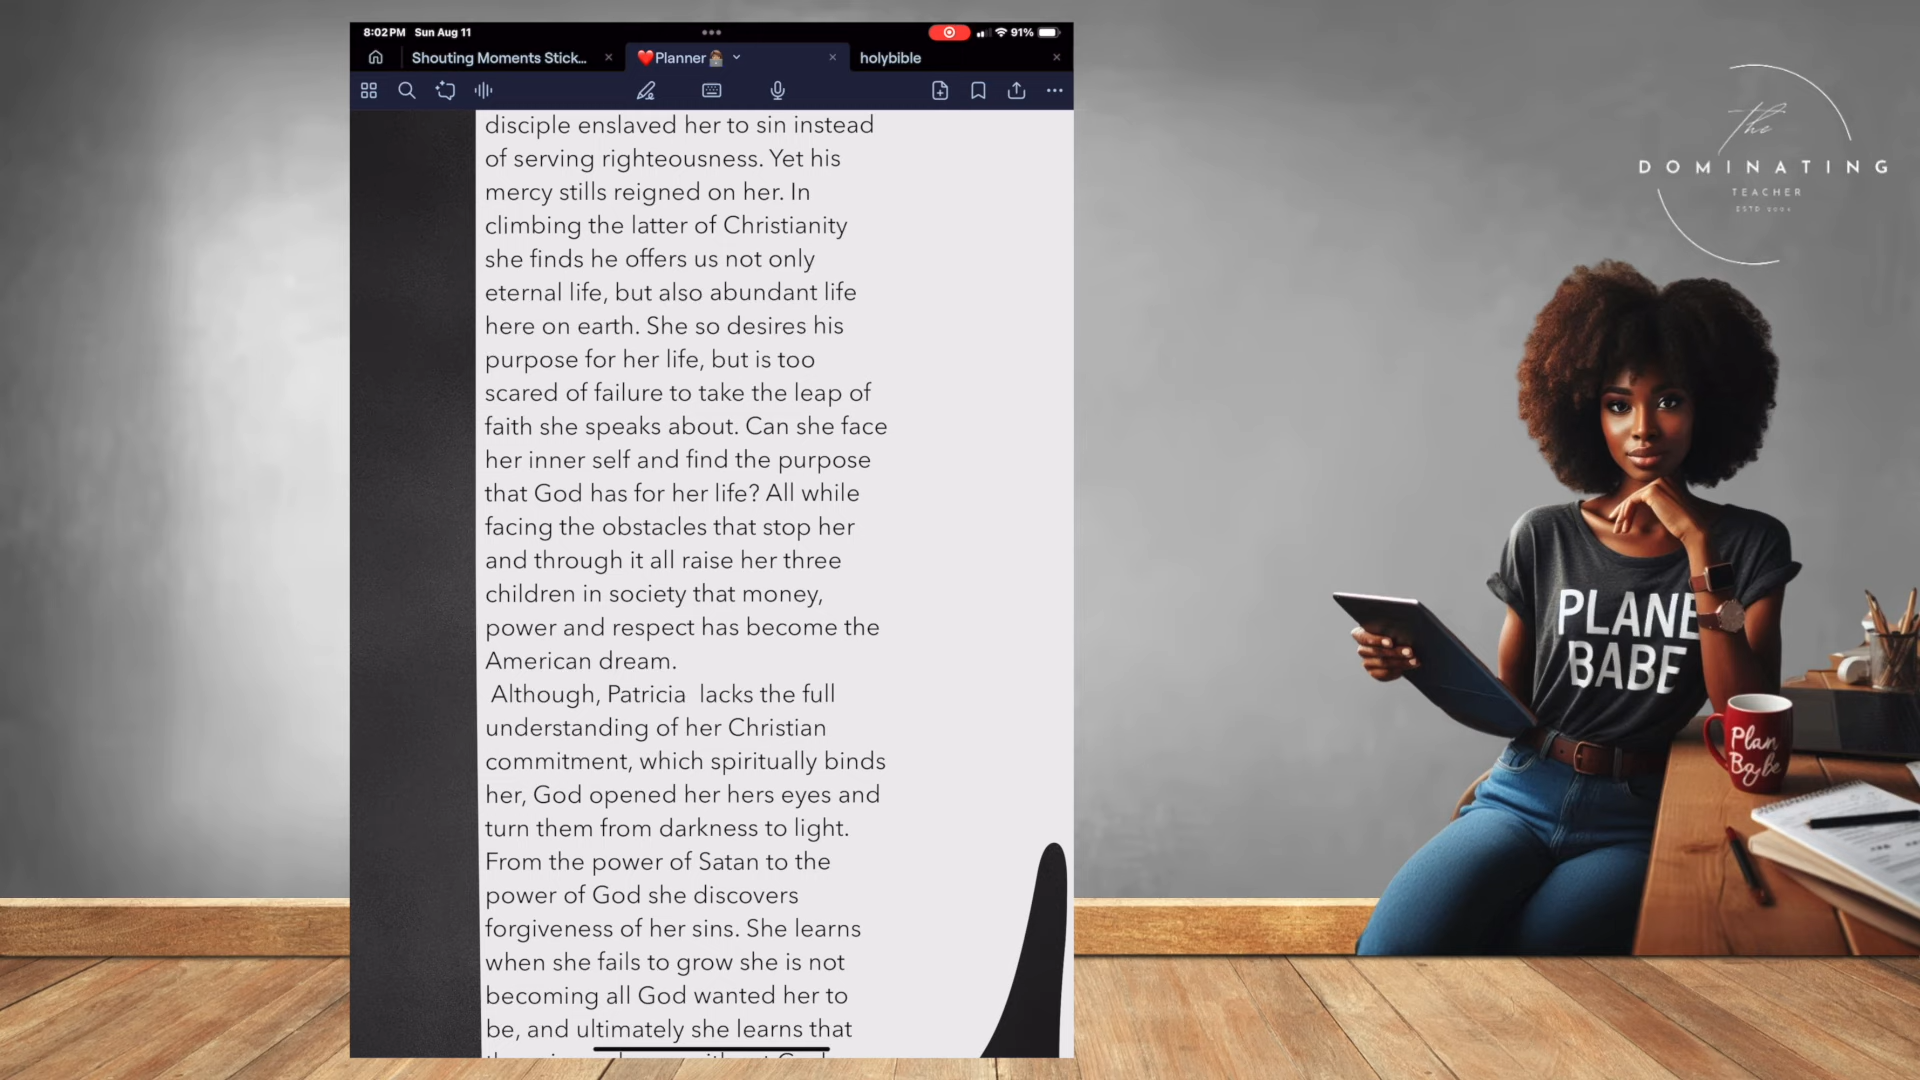 8:02 PM Sun Aug 11
91%
Shouting Moments Stick...
Planner
holybible
disciple enslaved her to sin instead
of serving righteousness. Yet his
mercy stills reigned on her. In
climbing the latter of Christianity
she finds he offers us not only
eternal life, but also abundant life
here on earth. She so desires his
purpose for her life, but is too
scared of failure to take the leap of
faith she speaks about. Can she face
her inner self and find the purpose
that God has for her life? All while
facing the obstacles that stop her
and through it all raise her three
children in society that money,
power and respect has become the
American dream.
Although, Patricia lacks the full
understanding of her Christian
commitment, which spiritually binds
her, God opened her hers eyes and
turn them from darkness to light.
From the power of Satan to the
power of God she discovers
forgiveness of her sins. She learns
when she fails to grow she is not
becoming all God wanted her to
be, and ultimately she learns that
the
DOMINATING
TEACHER
ESTD 2004
PLANE
BABE
Plan
Babe